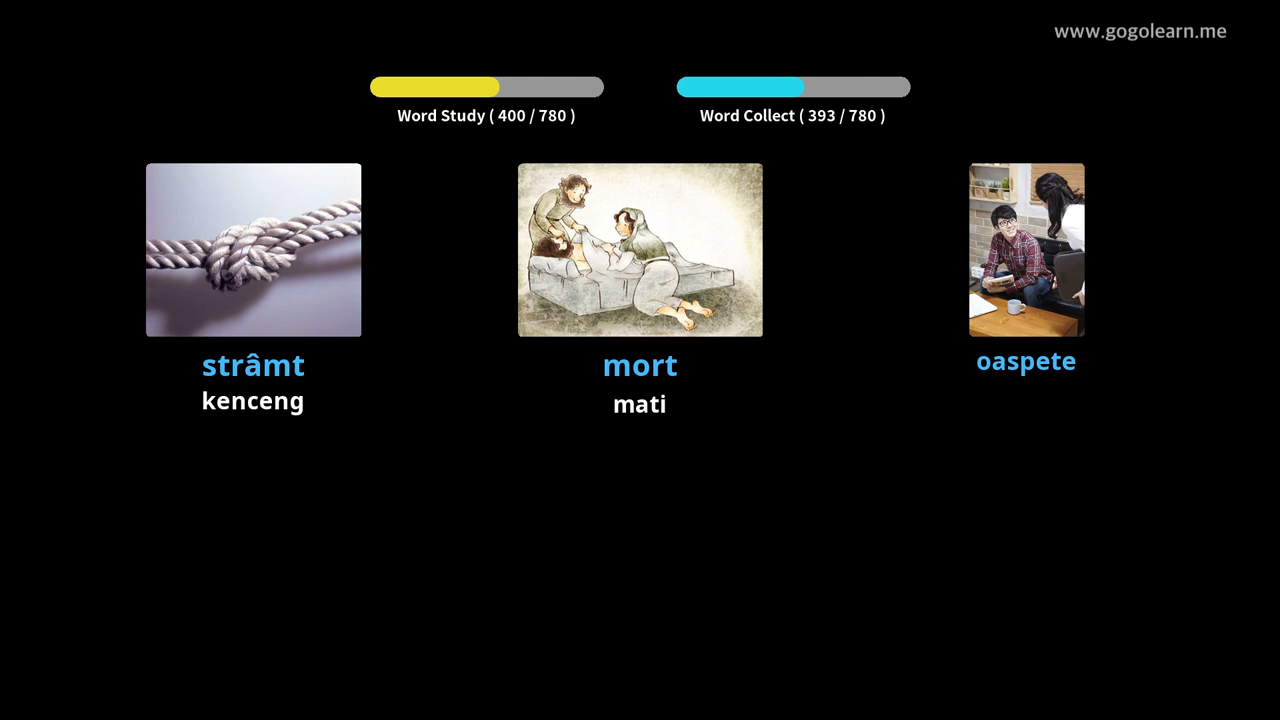 www.gogolearn.me
Word Study ( 400 / 780 )
Word Collect ( 393 / 780 )
strâmt
kenceng
mort
mati
oaspete